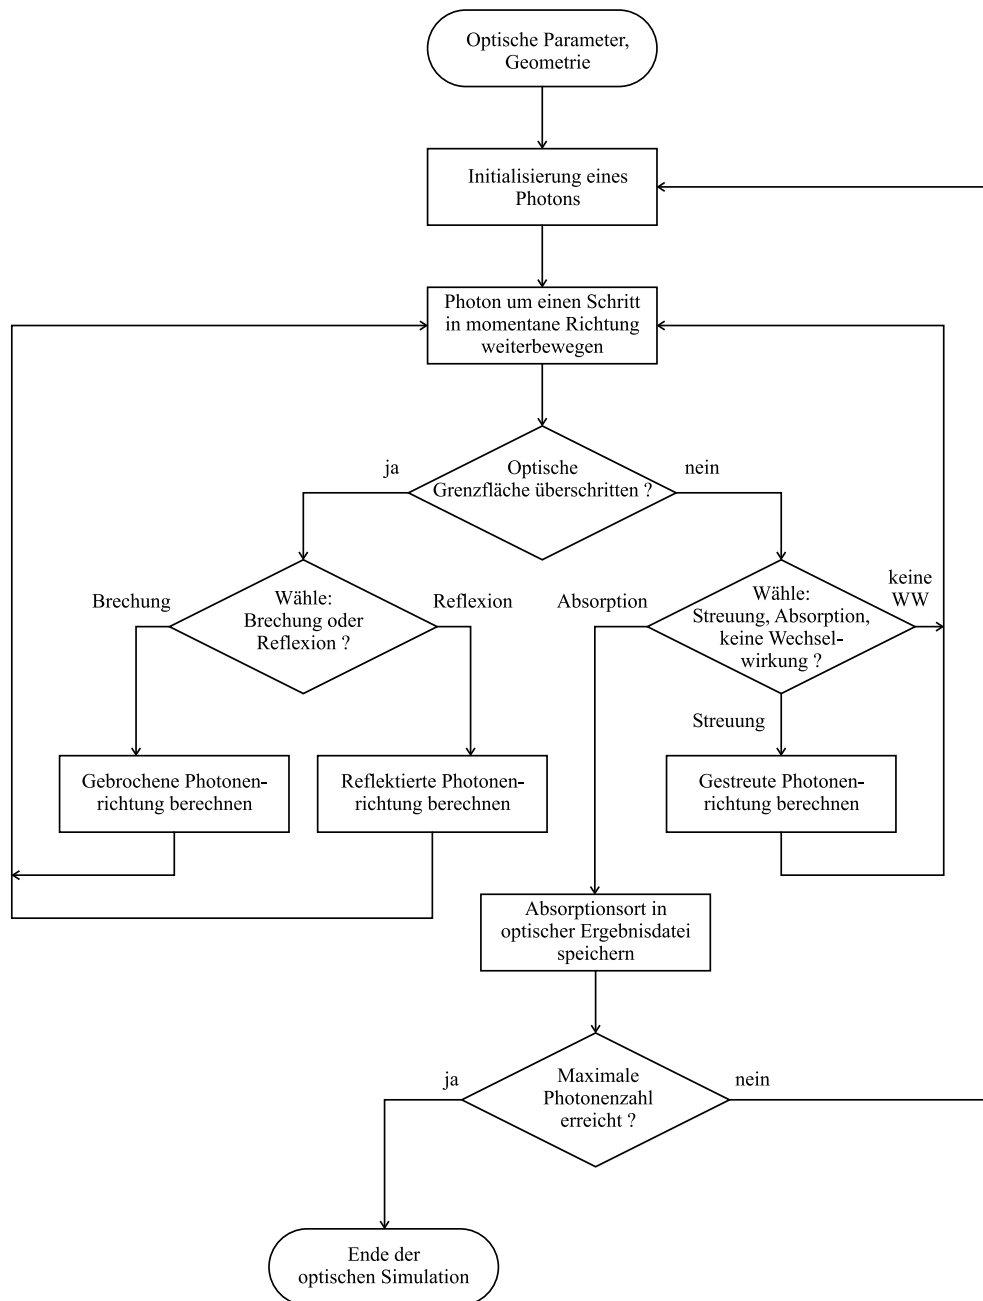 Optische Parameter,
Geometrie
Initialisierung eines
Photons
Photon um einen Schritt
in momentane Richtung
weiterbewegen
ja
Optische
Grenzfläche überschritten ?
nein
Brechung
Wähle:
Brechung oder
Reflexion ?
Reflexion
Absorption
Wähle:
Streuung, Absorption,
keine Wechsel-
wirkung ?
keine
WW
Streuung
Gebrochene Photonen-
richtung berechnen
Reflektierte Photonen-
richtung berechnen
Gestreute Photonen-
richtung berechnen
Absorptionsort in
optischer Ergebnisdatei
speichern
ja
Maximale
Photonenzahl
erreicht ?
nein
Ende der
optischen Simulation